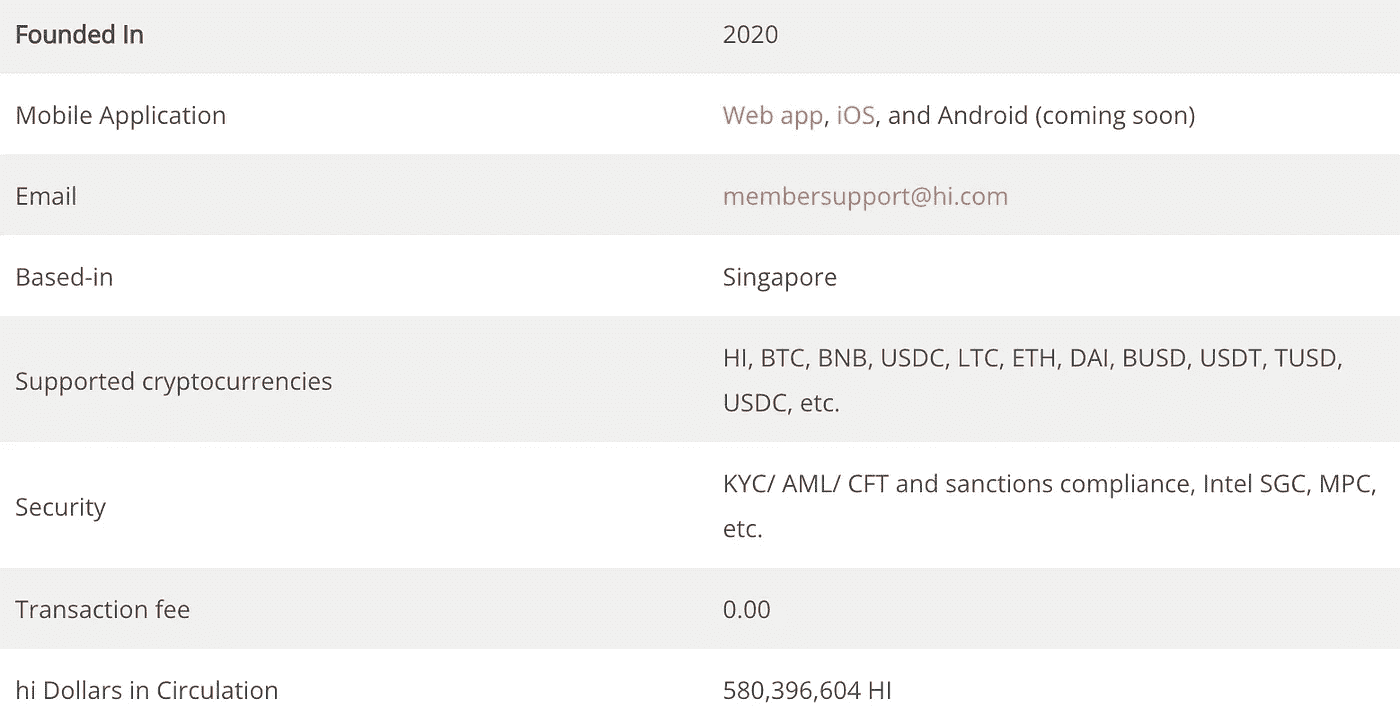 Founded In 2020
Mobile Application Web app, iOS, and Android (coming soon)
Email membersupport@hi.com
Based-in Singapore
Supported cryptocurrencies HI, BTC, BNB, USDC, LTC, ETH, DAI, BUSD, USDT, TUSD,
USDC, etc.
Security KYC/ AML/ CFT and sanctions compliance, Intel SGC, MPC,
etc.
Transaction fee 0.00
hi Dollars in Circulation 580,396,604 HI